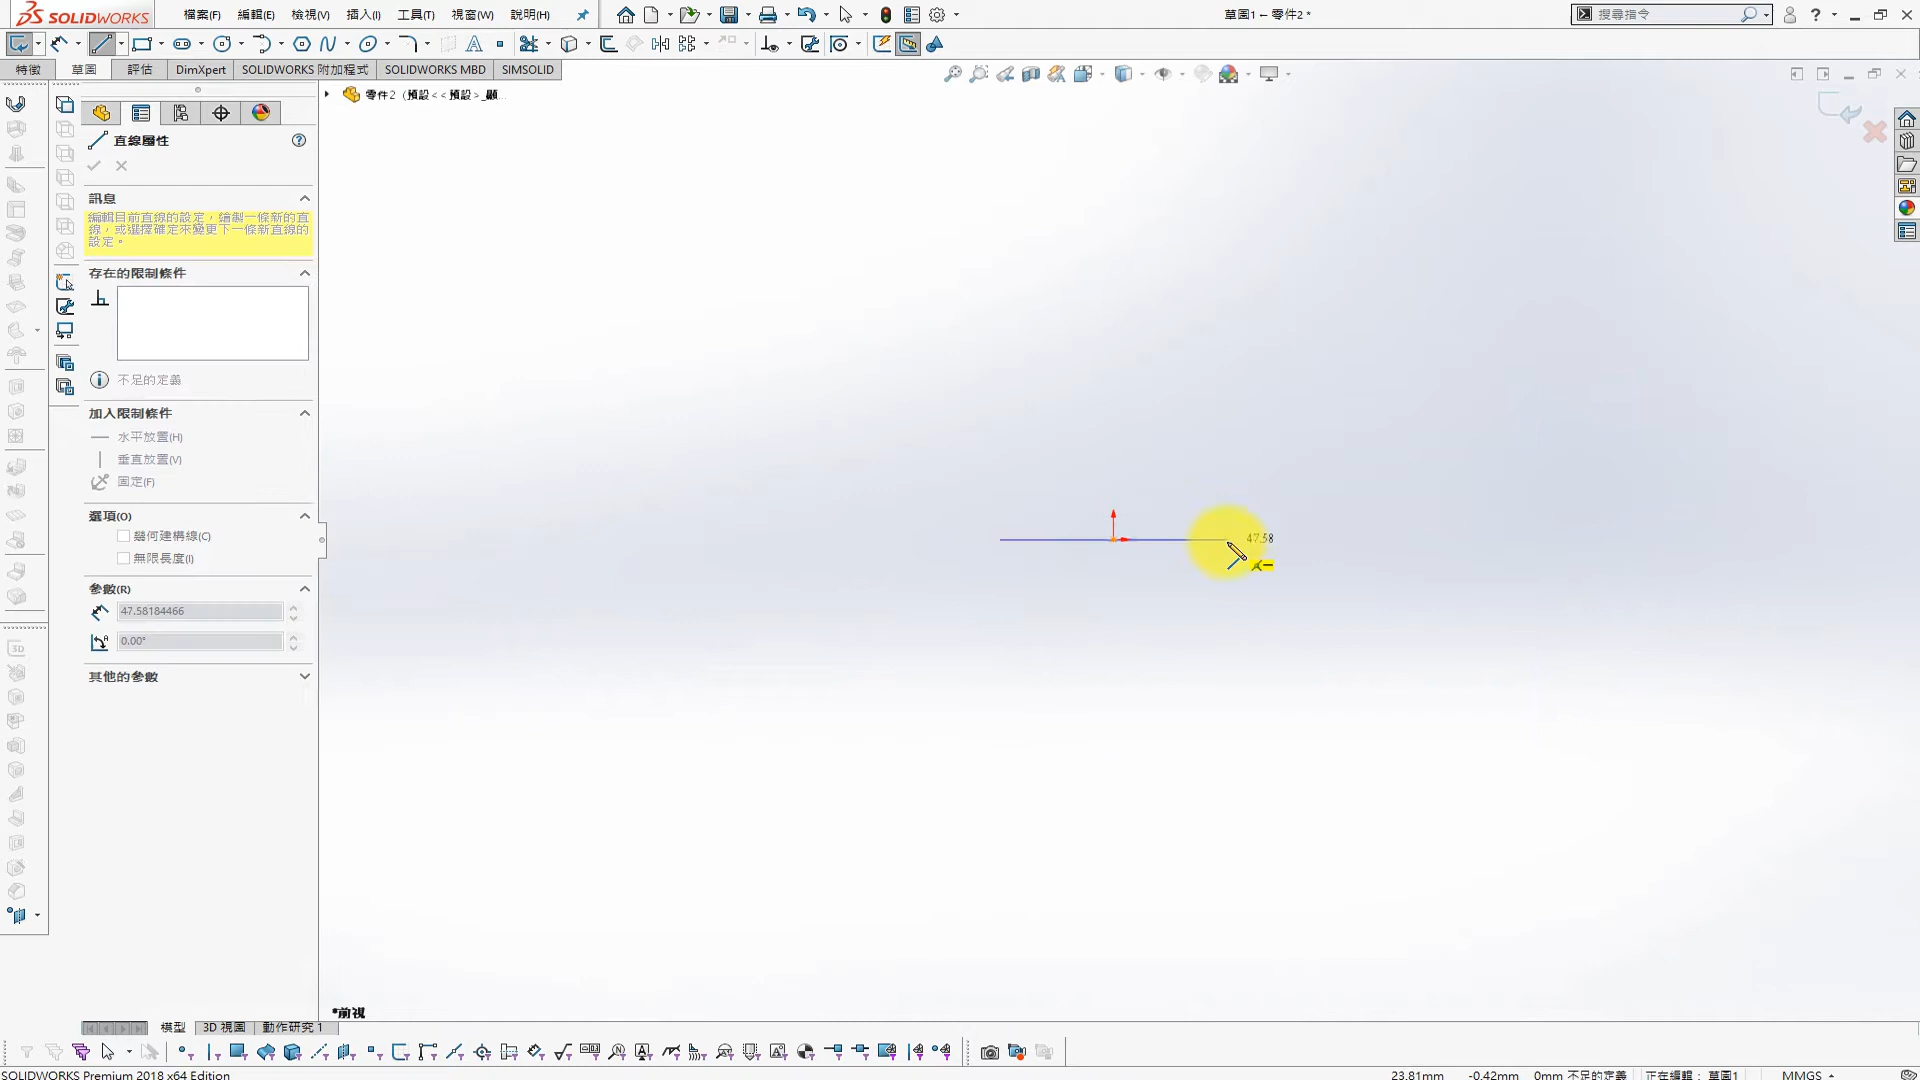 SOLIDWORKS 檔案(F) 編輯(E) 檢視(V) 插入(I) 工具(T) 視窗(W) 說明(H) 草圖1 ← 零件2 * 搜尋指令
特徵 草圖 評估 DimXpert SOLIDWORKS 附加程式 SOLIDWORKS MBD SIMSOLID
零件2 (預設<<預設>_顯...
直線屬性
訊息
編輯目前直線的設定，繪製一條新的直
線，或選擇確定來變更下一條新直線的
設定。
存在的限制條件
不足的定義
加入限制條件
水平放置(H)
垂直放置(V)
固定(F)
選項(O)
幾何建構線(C)
無限長度(I)
參數(R)
47.58184466
0.00°
其他的參數
47.58
*前視
模型 3D 視圖 動作研究 1
SOLIDWORKS Premium 2018 x64 Edition 23.81mm -0.42mm 0mm 不足的定義 正在編輯： 草圖1 MMGS